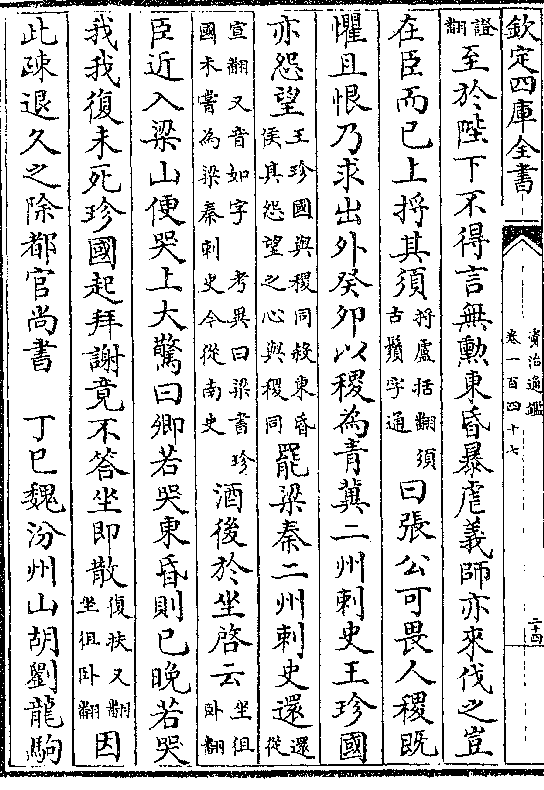 欽定四庫全書
資治通鑑
卷一百四十七
二十四
證翻至於陛下不得言無勲東昏暴虐義師亦來伐之豈
在臣而已上捋其須捋盧括翻須古鬚字通曰張公可畏人稷既
懼且恨乃求出外癸卯以稷為青冀二州刺史王珍國
亦怨望王珍國與稷同殺東昏侯其怨望之心與稷同罷梁秦二州刺史還還從
宣翻又音如字考異曰梁書珍國未嘗為梁秦刺史今從南史酒後於坐啓云坐徂卧翻
臣近入梁山便哭上大驚曰卿若哭東昏則已晚若哭
我我復未死珍國起拜謝竟不答坐即散復扶又翻坐徂卧翻因
此疎退久之除都官尚書 丁巳魏汾州山胡劉龍駒